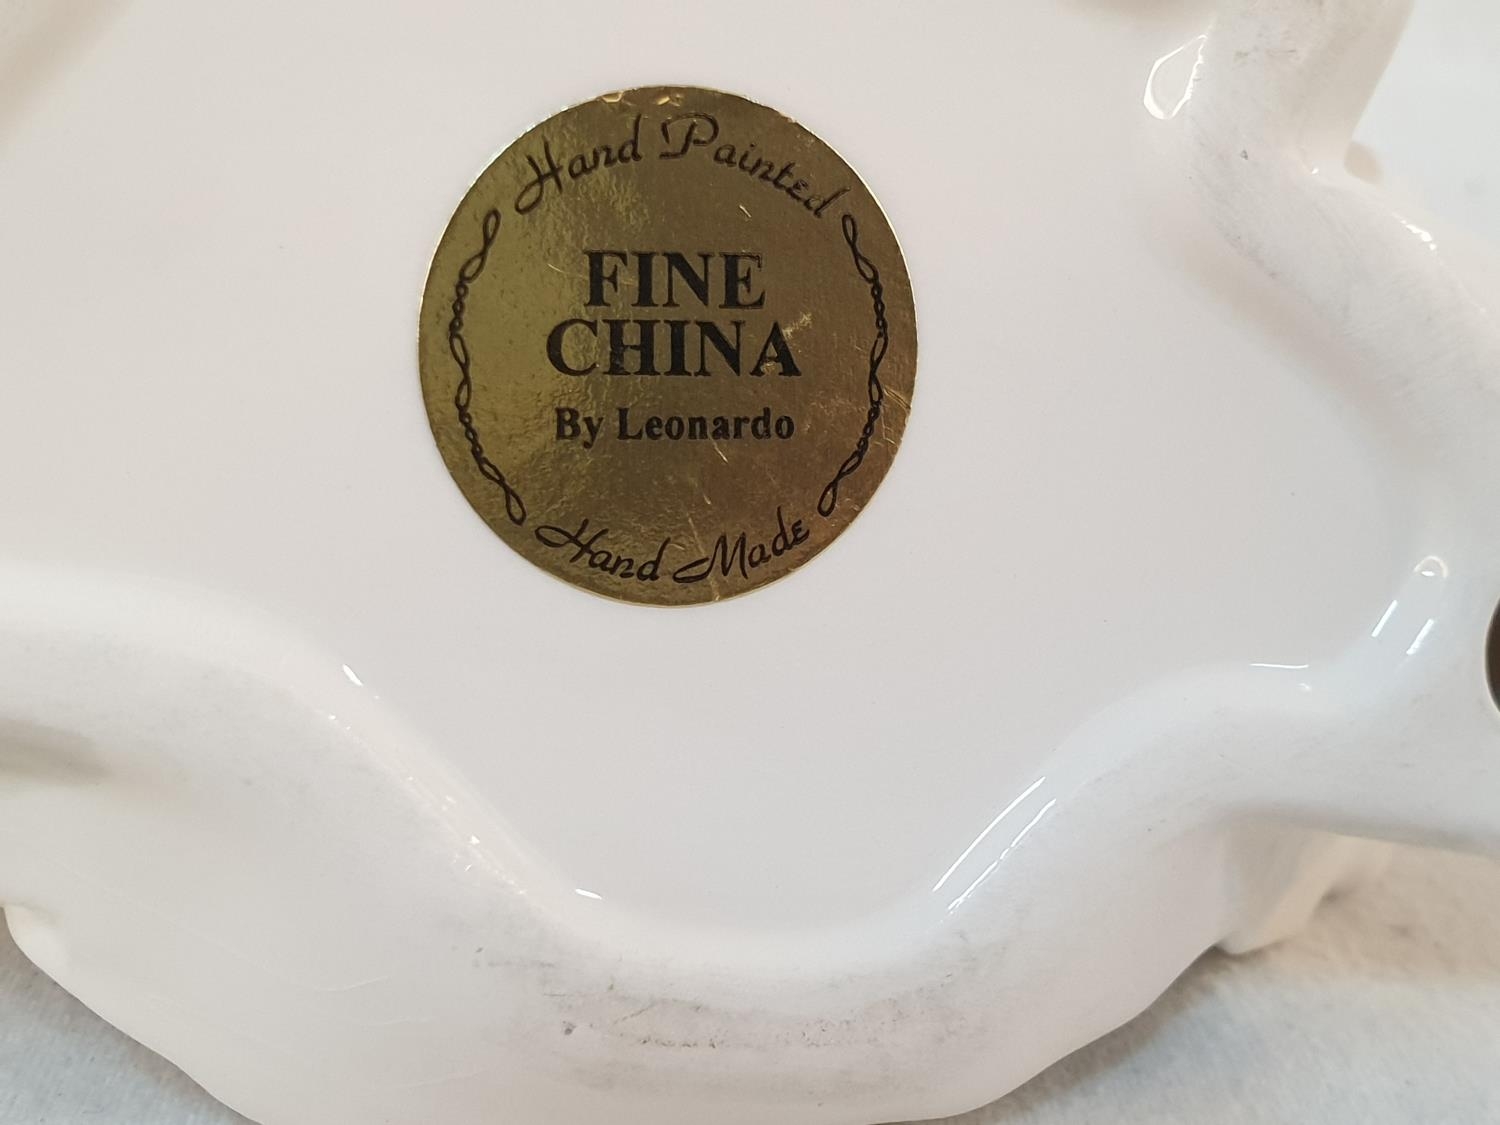 Hand Painted
FINE
CHINA
By Leonardo
Hand Made